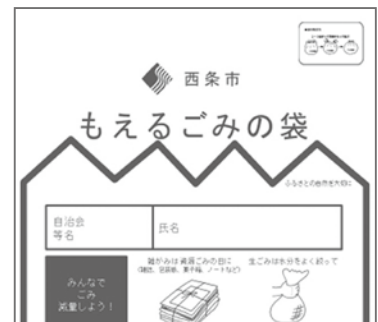 西条市
もえるごみの袋
ふるさとの自然を大切に
自治会
等名
氏名
みんなで
ごみ
減量しよう！
雑がみは資源ごみの日に
(雑誌、包装紙、菓子箱、ノートなど)
生ごみは水分をよく絞って